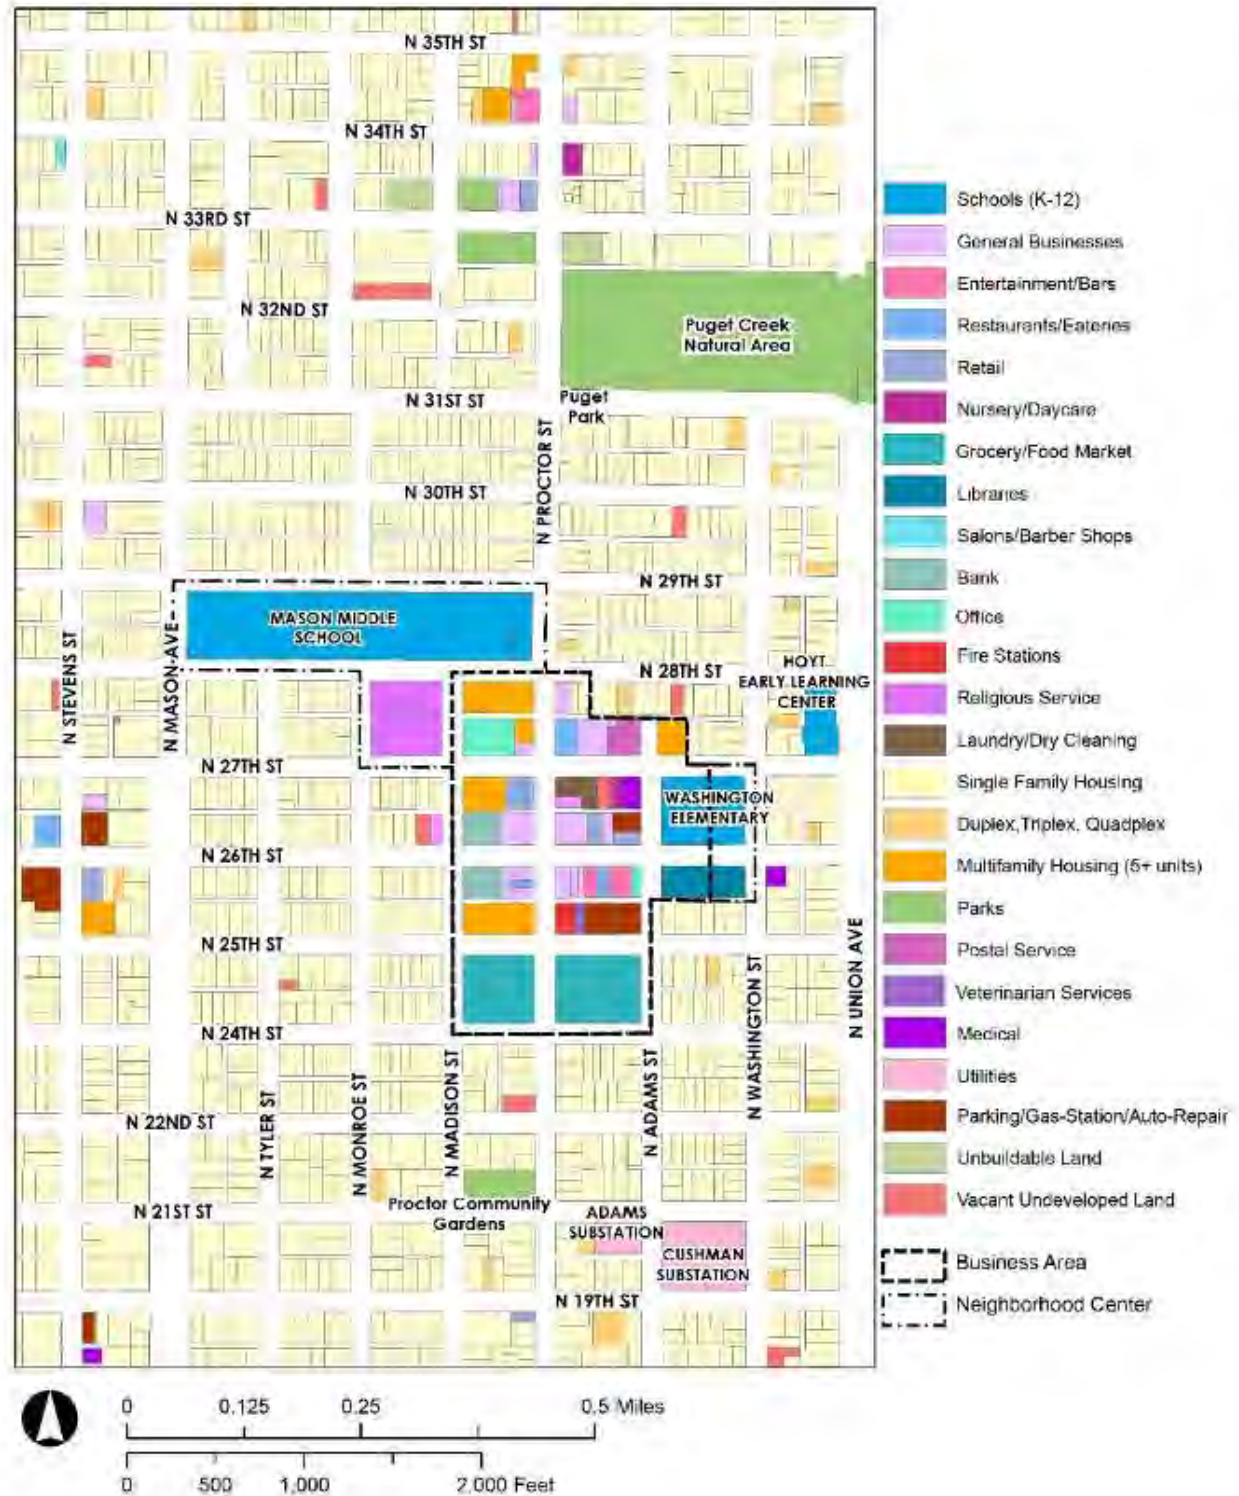 N 35TH ST
N 34TH ST
N 33RD ST
N 32ND ST
Puget Creek
Natural Area
N 31ST ST
Puget
Park
N PROCTOR ST
N 30TH ST
N 29TH ST
MASON MIDDLE
SCHOOL
N STEVENS ST
N MASON AVE
N 28TH ST
HOYT
EARLY LEARNING
CENTER
N 27TH ST
WASHINGTON
ELEMENTARY
N 26TH ST
N 25TH ST
N UNION AVE
N WASHINGTON ST
N 24TH ST
N TYLER ST
N MONROE ST
N MADISON ST
N ADAMS ST
N 22ND ST
Proctor Community
Gardens
N 21ST ST
ADAMS
SUBSTATION
CUSHMAN
SUBSTATION
N 19TH ST
Schools (K-12)
General Businesses
Entertainment/Bars
Restaurants/Eateries
Retail
Nursery/Daycare
Grocery/Food Market
Libraries
Salons/Barber Shops
Bank
Office
Fire Stations
Religious Service
Laundry/Dry Cleaning
Single Family Housing
Duplex,Triplex, Quadplex
Multifamily Housing (5+ units)
Parks
Postal Service
Veterinarian Services
Medical
Utilities
Parking/Gas-Station/Auto-Repair
Unbuildable Land
Vacant Undeveloped Land
Business Area
Neighborhood Center
0 0.125 0.25 0.5 Miles
0 500 1,000 2,000 Feet